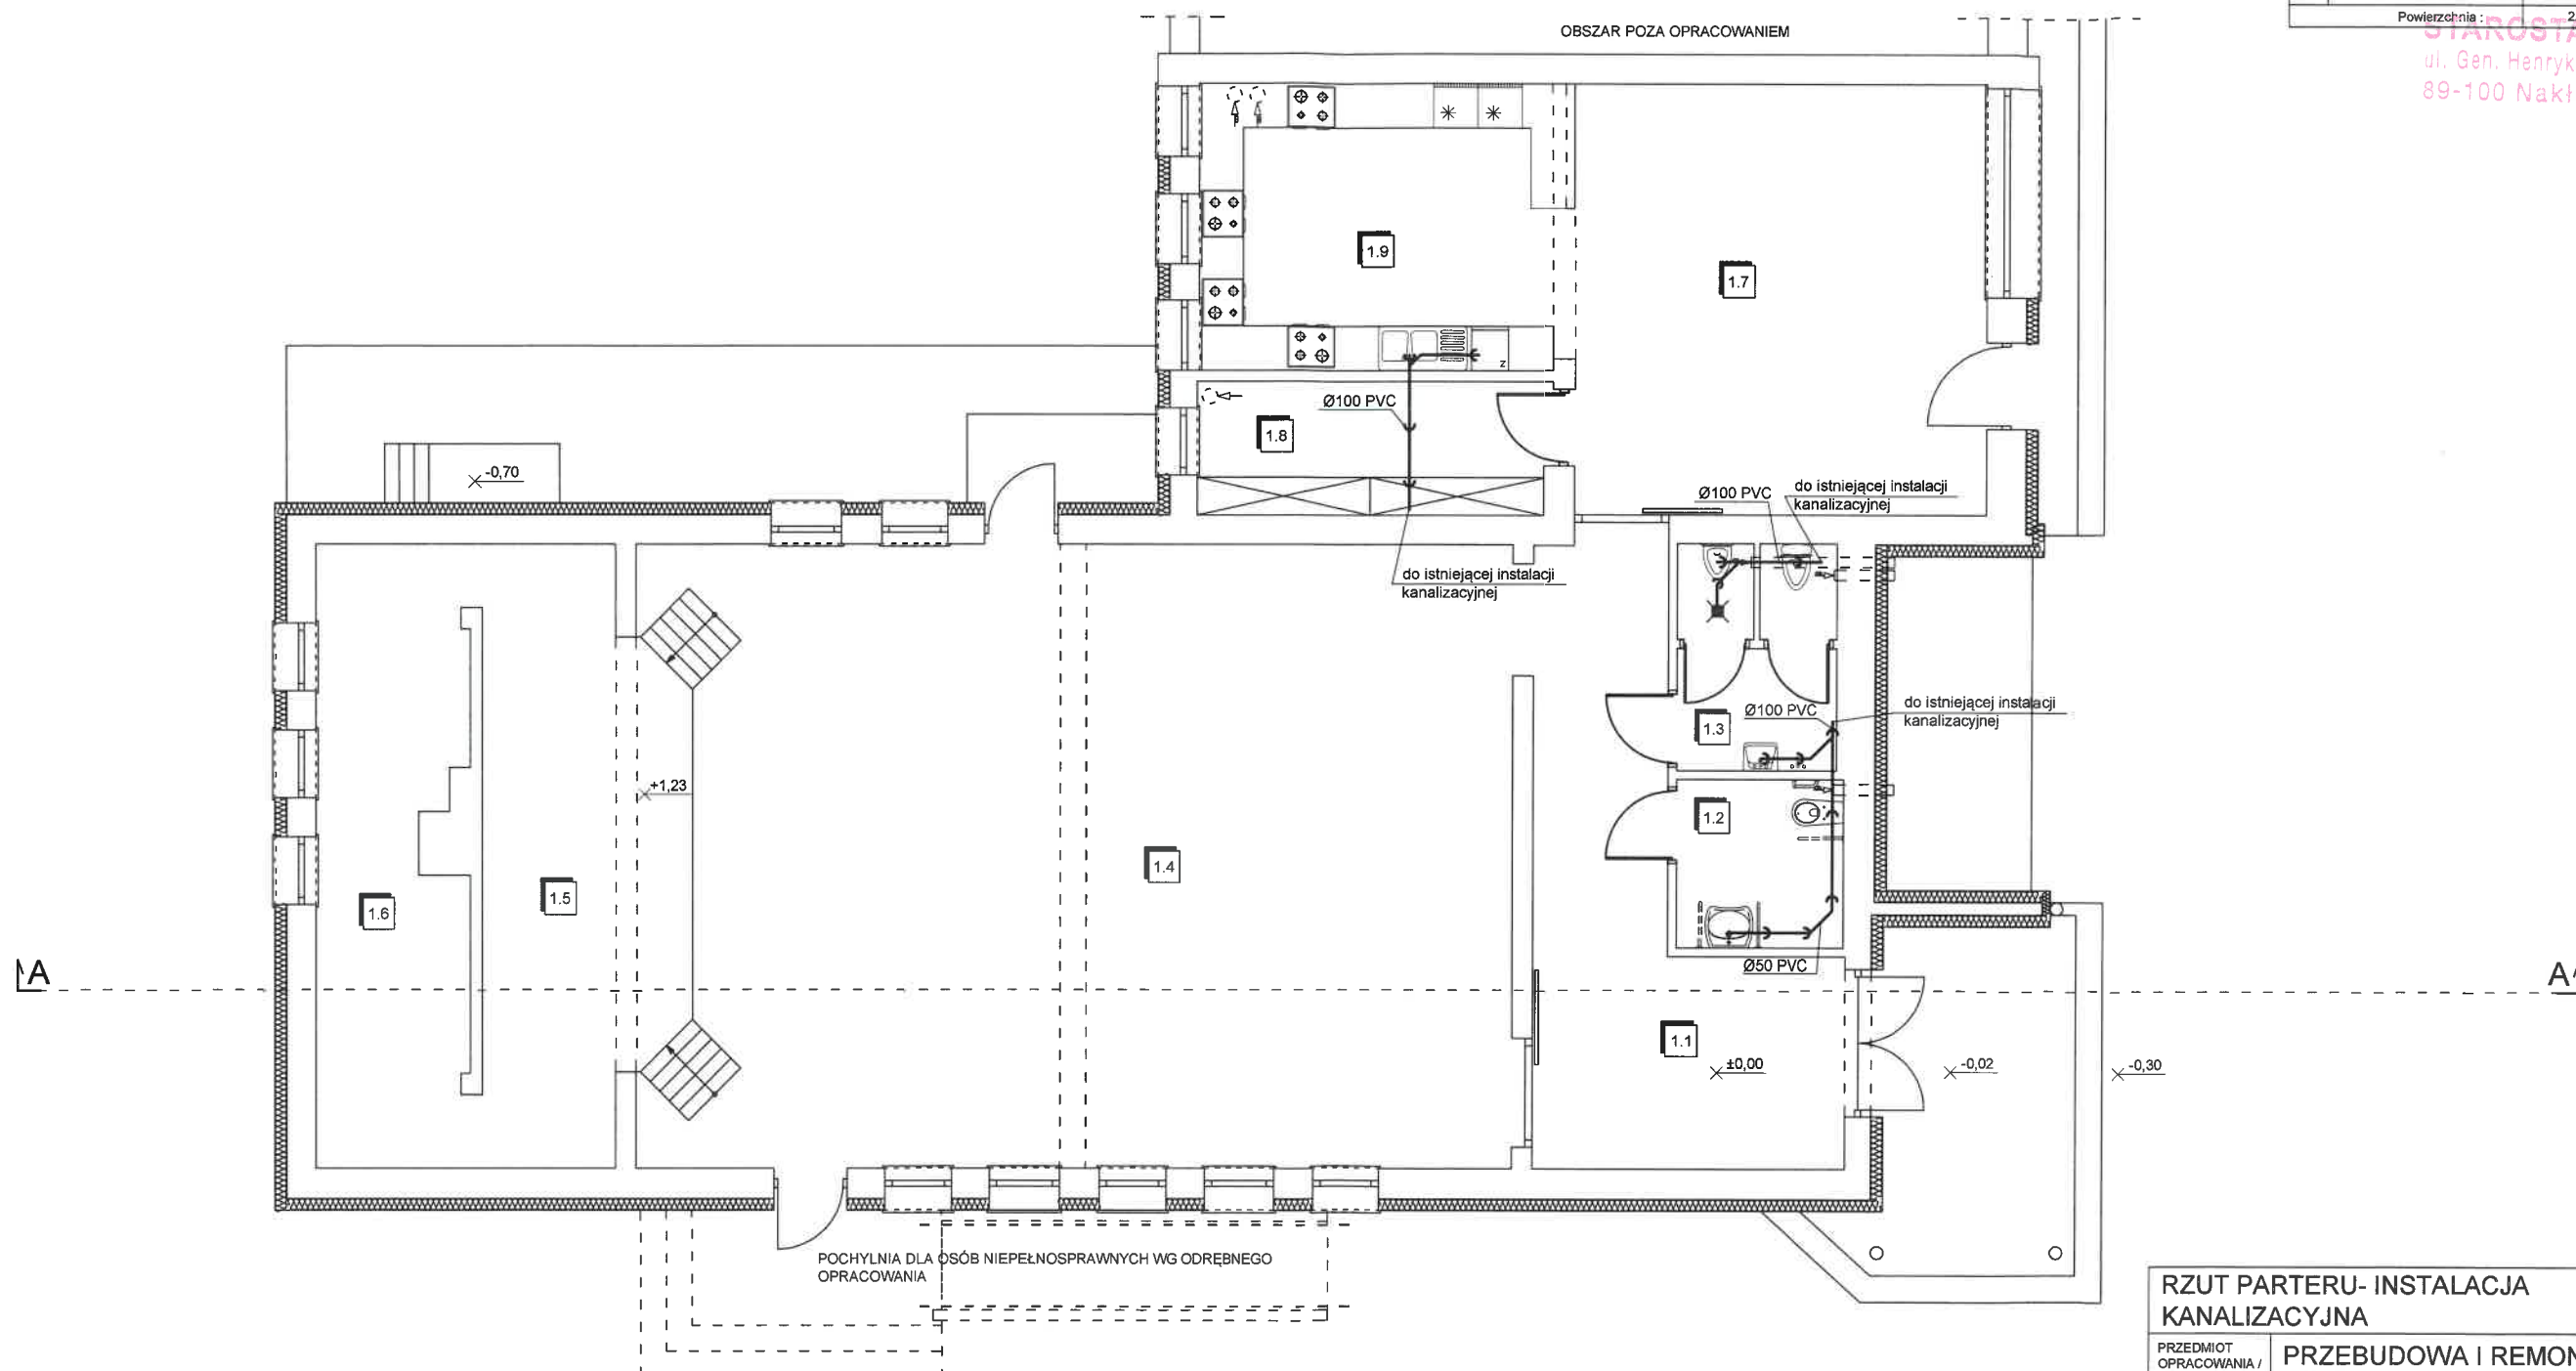 Powierzchnia :
OBSZAR POZA OPRACOWANIEM
ul. Gen. Henryk
89-100 Nakł
1.9
1.7
z
Ø100 PVC
1.8
-0,70
Ø100 PVC
do istniejącej instalacji
kanalizacyjnej
do istniejącej instalacji
kanalizacyjnej
do istniejącej instalacji
kanalizacyjnej
Ø100 PVC
1.3
+1,23
1.2
1.4
1.5
1.6
Ø50 PVC
A
A
1.1
±0,00
-0,02
-0,30
POCHYLNIA DLA OSÓB NIEPEŁNOSPRAWNYCH WG ODRĘBNEGO
OPRACOWANIA
RZUT PARTERU- INSTALACJA
KANALIZACYJNA
PRZEDMIOT
OPRACOWANIA /
PRZEBUDOWA I REMON